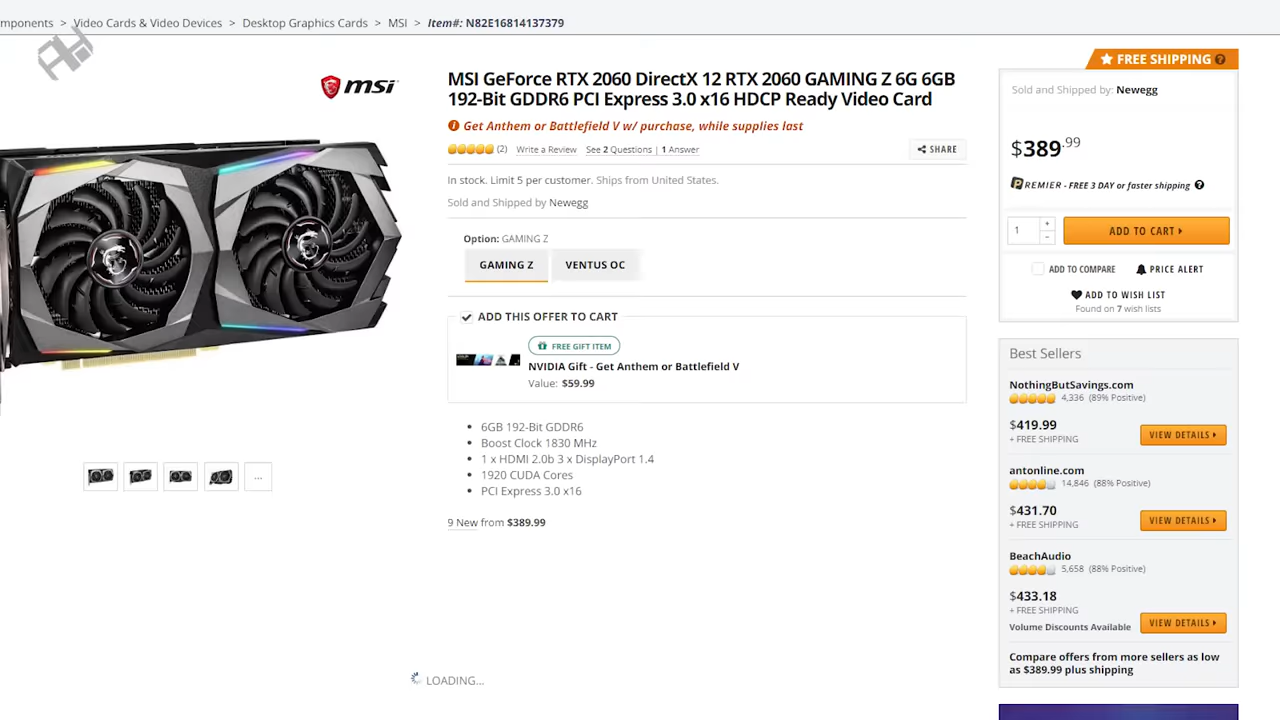 mponents > Video Cards & Video Devices > Desktop Graphics Cards > MSI > Item#: N82E16814137379
msi
MSI GeForce RTX 2060 DirectX 12 RTX 2060 GAMING Z 6G 6GB
192-Bit GDDR6 PCI Express 3.0 x16 HDCP Ready Video Card
Get Anthem or Battlefield V w/ purchase, while supplies last
(2) Write a Review See 2 Questions | 1 Answer
SHARE
In stock. Limit 5 per customer. Ships from United States.
Sold and Shipped by Newegg
Option: GAMING Z
GAMING Z VENTUS OC
ADD THIS OFFER TO CART
FREE GIFT ITEM
NVIDIA Gift - Get Anthem or Battlefield V
Value: $59.99
• 6GB 192-Bit GDDR6
• Boost Clock 1830 MHz
• 1 x HDMI 2.0b 3 x DisplayPort 1.4
• 1920 CUDA Cores
• PCI Express 3.0 x16
9 New from $389.99
...
LOADING...
FREE SHIPPING ?
Sold and Shipped by: Newegg
$389.99
PREMIER - FREE 3 DAY or faster shipping ?
1 + -
ADD TO CART
ADD TO COMPARE PRICE ALERT
ADD TO WISH LIST
Found on 7 wish lists
Best Sellers
NothingButSavings.com
4,336 (89% Positive)
$419.99
+ FREE SHIPPING
VIEW DETAILS
antonline.com
14,846 (88% Positive)
$431.70
+ FREE SHIPPING
VIEW DETAILS
BeachAudio
5,658 (88% Positive)
$433.18
+ FREE SHIPPING
Volume Discounts Available
VIEW DETAILS
Compare offers from more sellers as low
as $389.99 plus shipping